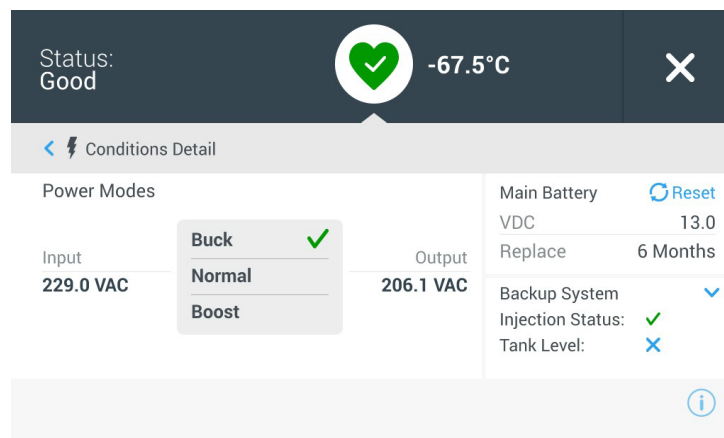 Status:
Good
-67.5°C
Conditions Detail
Power Modes
Input
229.0 VAC
Buck
Normal
Boost
Output
206.1 VAC
Main Battery
Reset
VDC
13.0
Replace
6 Months
Backup System
Injection Status:
Tank Level: